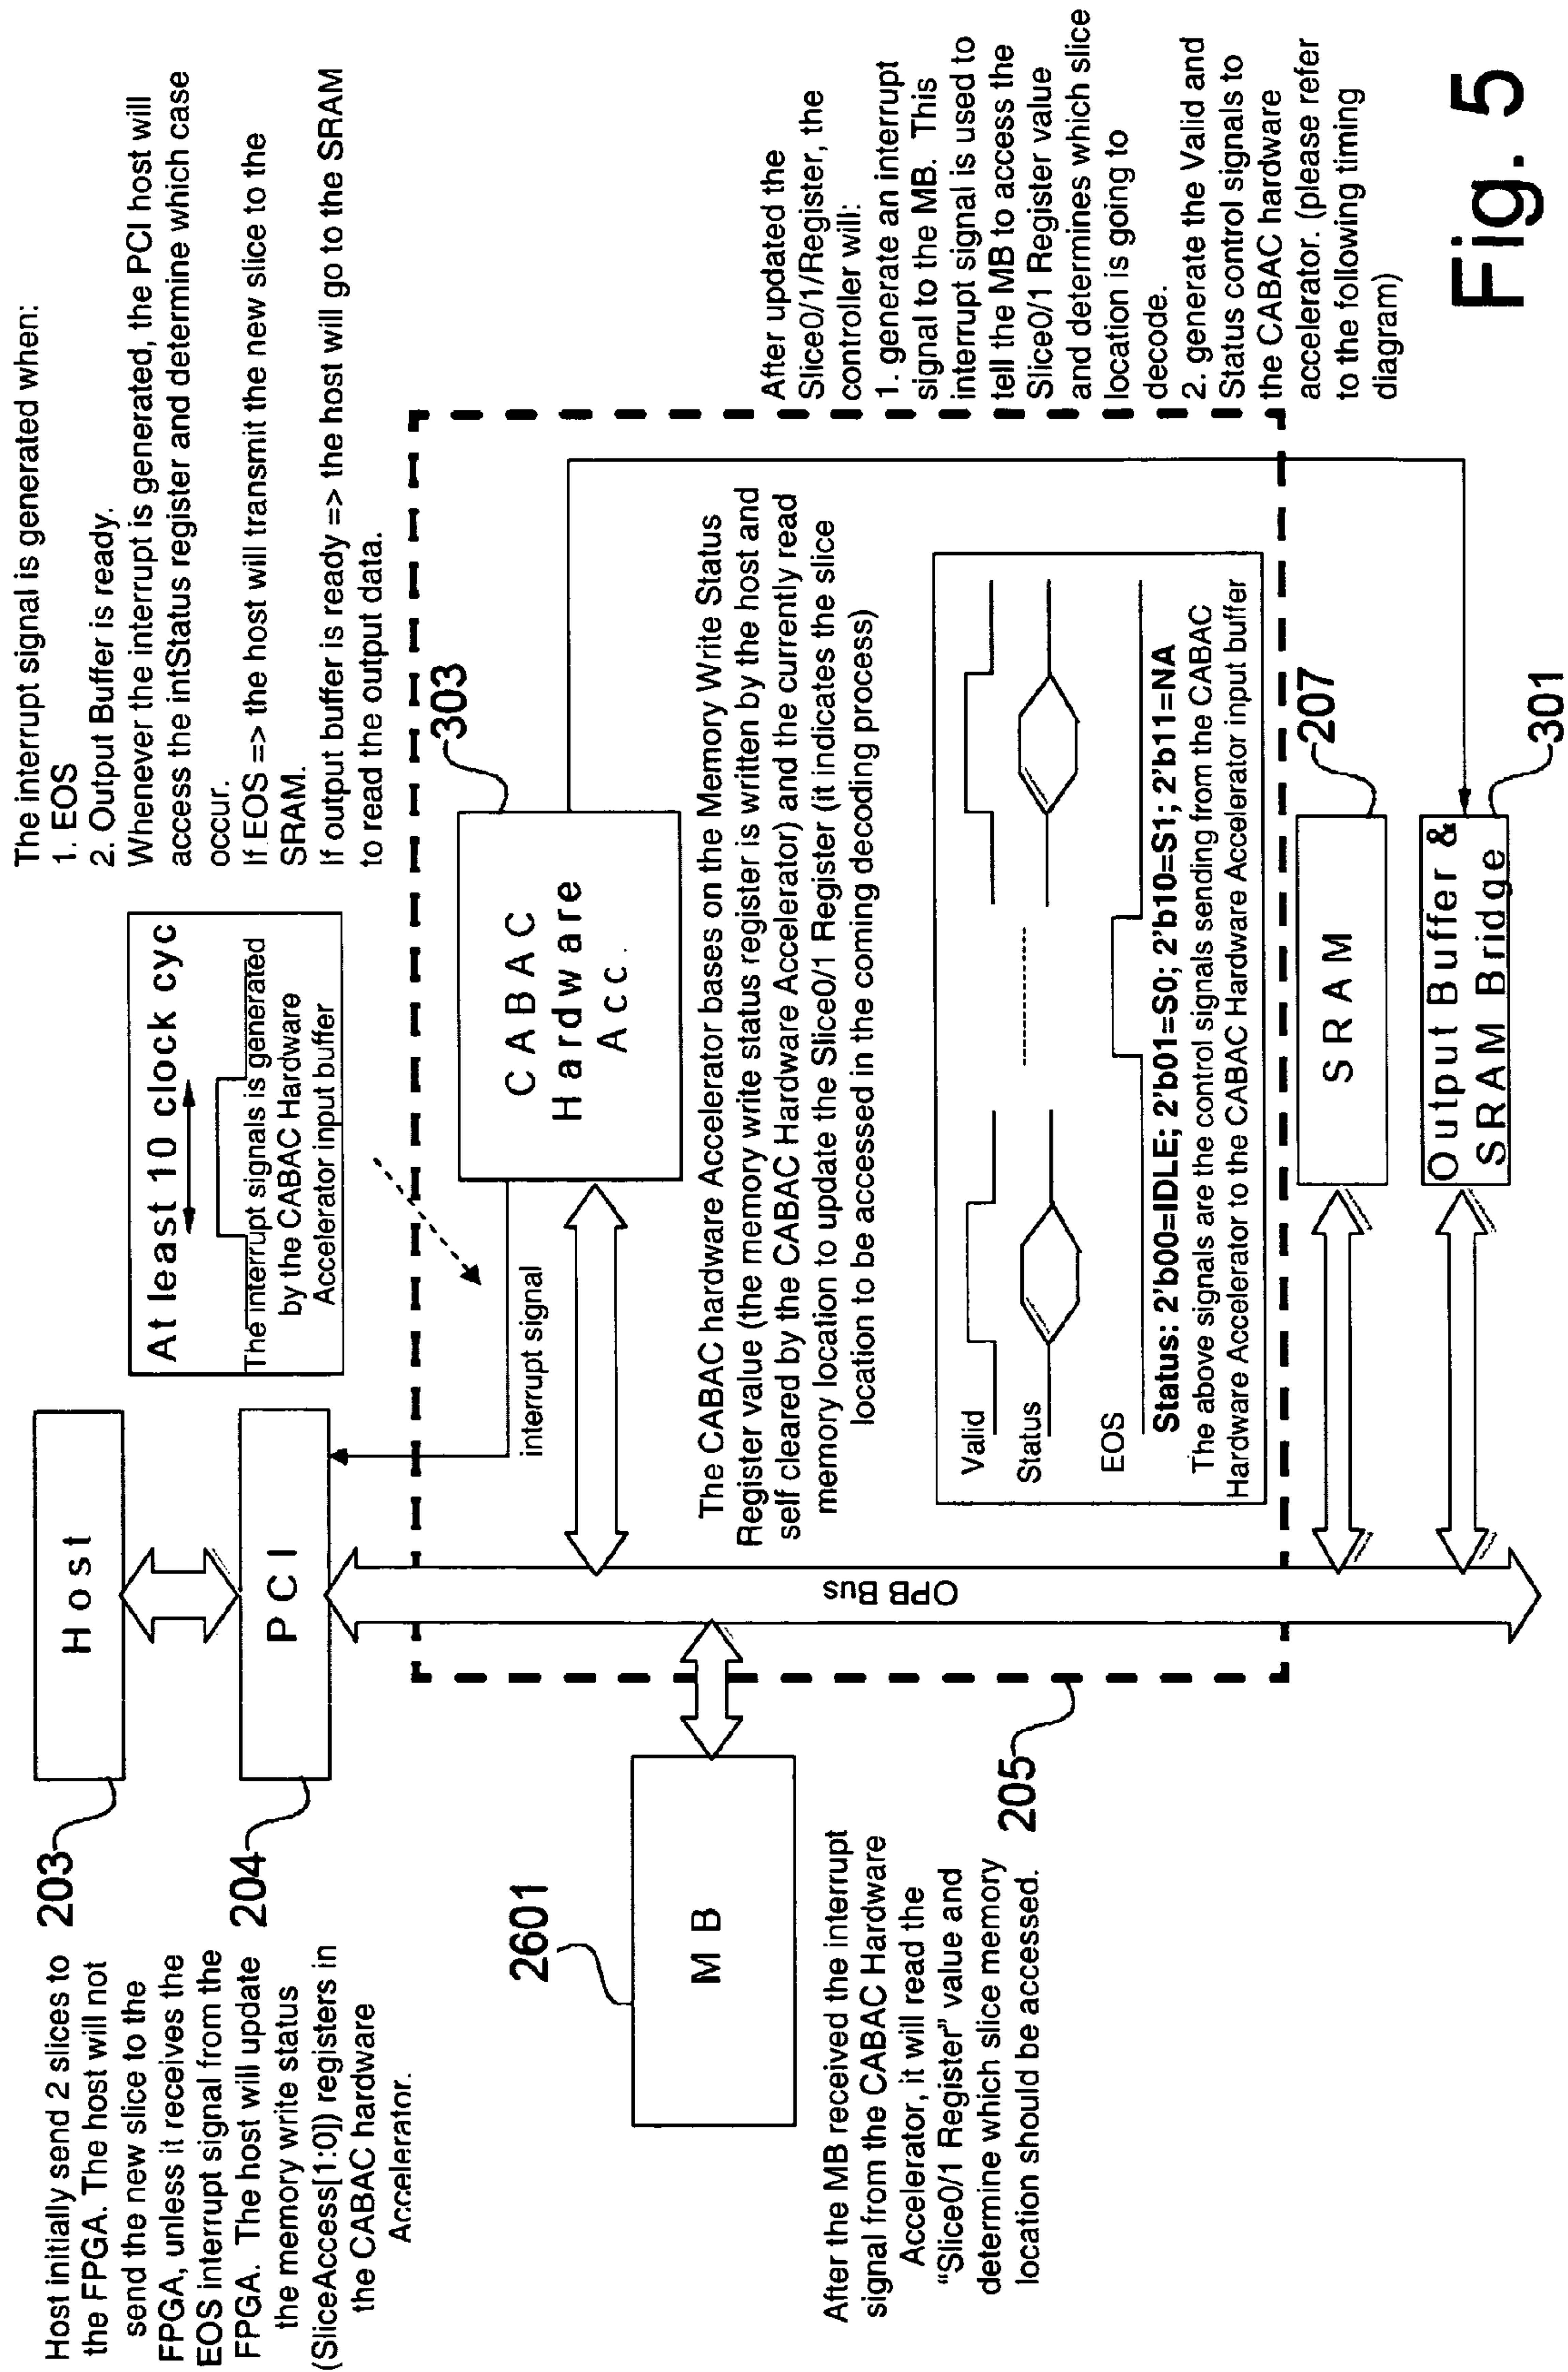 Host initially send 2 slices to
the FPGA. The host will not
send the new slice to the
FPGA, unless it receives the
EOS interrupt signal from the
FPGA. The host will update
the memory write status
(SliceAccess[1:0]) registers in
the CABAC hardware
Accelerator.
203
Host
204
PCI
At least 10 clock cyc
The interrupt signals is generated
by the CABAC Hardware
Accelerator input buffer
The interrupt signal is generated when:
1. EOS
2. Output Buffer is ready.
Whenever the interrupt is generated, the PCI host will
access the intStatus register and determine which case
occur.
If EOS => the host will transmit the new slice to the
SRAM.
If output buffer is ready => the host will go to the SRAM
to read the output data.
interrupt signal
303
CABAC
Hardware
Acc.
2601
MB
After the MB received the interrupt
signal from the CABAC Hardware
Accelerator, it will read the
“Slice0/1 Register” value and
determine which slice memory
location should be accessed.
205
OPB Bus
The CABAC hardware Accelerator bases on the Memory Write Status
Register value (the memory write status register is written by the host and
self cleared by the CABAC Hardware Accelerator) and the currently read
memory location to update the Slice0/1 Register (it indicates the slice
location to be accessed in the coming decoding process)
Valid
Status
EOS
Status: 2'b00=IDLE; 2'b01=S0; 2'b10=S1; 2'b11=NA
The above signals are the control signals sending from the CABAC
Hardware Accelerator to the CABAC Hardware Accelerator input buffer
After updated the
Slice0/1/Register, the
controller will:
1. generate an interrupt
signal to the MB. This
interrupt signal is used to
tell the MB to access the
Slice0/1 Register value
and determines which slice
location is going to
decode.
2. generate the Valid and
Status control signals to
the CABAC hardware
accelerator. (please refer
to the following timing
diagram)
207
SRAM
Output Buffer &
SRAM Bridge
301
Fig. 5